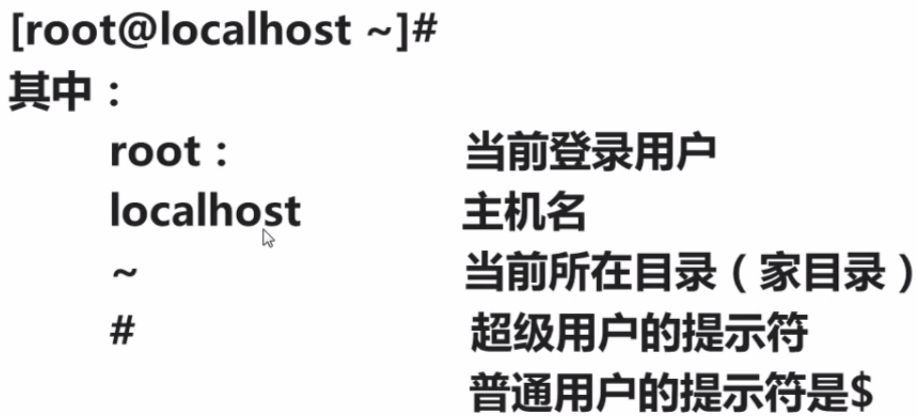 [root@localhost ~]#
其中：
root： 当前登录用户
localhost 主机名
~ 当前所在目录（家目录）
# 超级用户的提示符
普通用户的提示符是$